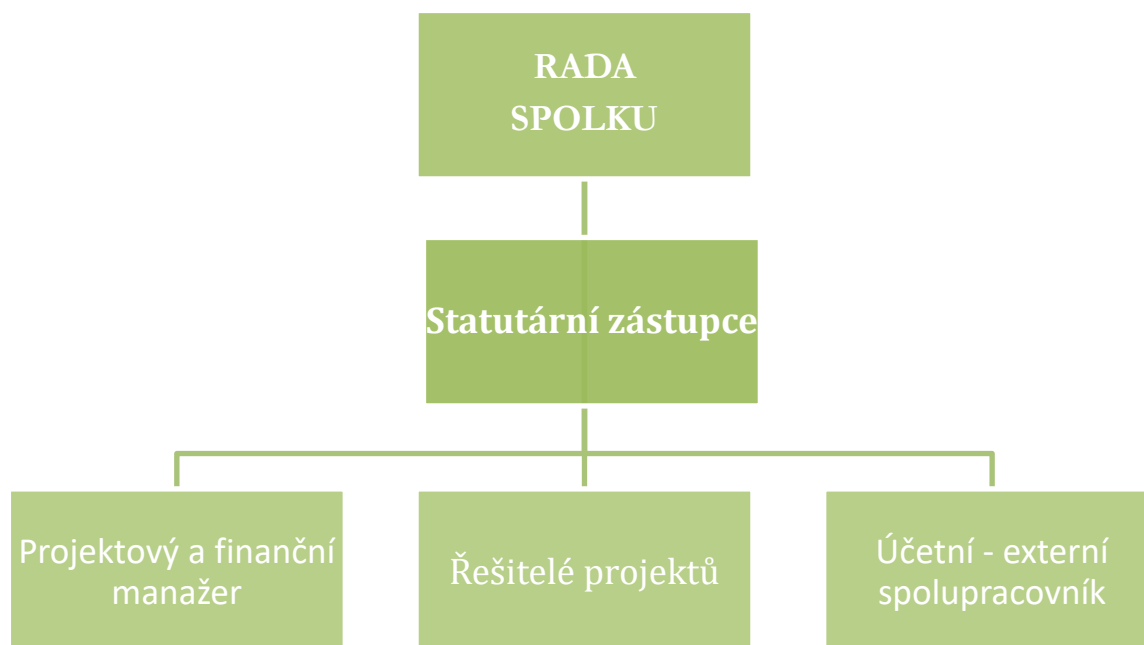 RADA
SPOLKU
Statutární zástupce
Projektový a finanční
manažer
Řešitelé projektů
Účetní - externí
spolupracovník